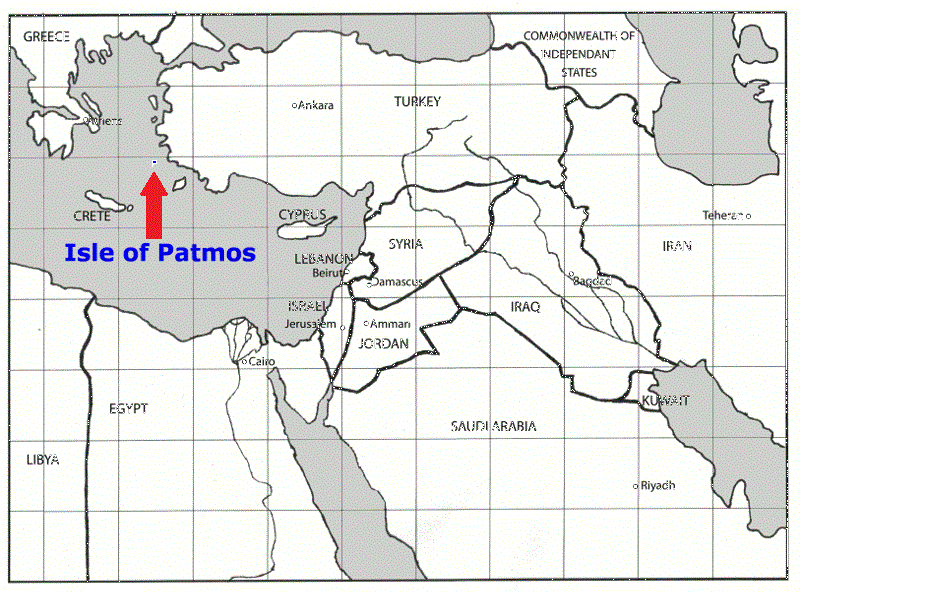 GREECE
COMMONWEALTH OF
INDEPENDANT
STATES
Ankara
TURKEY
Athens
CRETE
CYPRUS
Teheran
Isle of Patmos
SYRIA
IRAN
LEBANON
Beirut
Damascus
Bagdad
ISRAEL
IRAQ
Jerusalem
Amman
JORDAN
Cairo
KUWAIT
EGYPT
SAUDI ARABIA
LIBYA
Riyadh